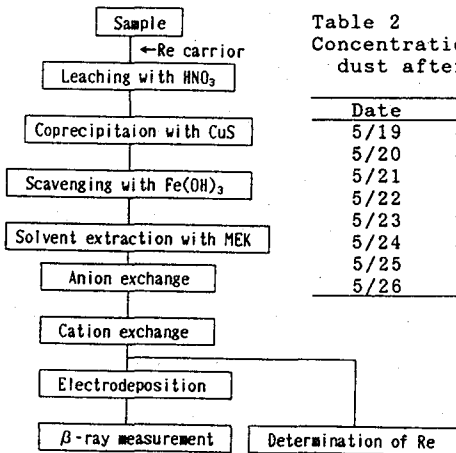 Sample
←Re carrior
Leaching with HNO₃
Coprecipitaion with CuS
Scavenging with Fe(OH)₃
Solvent extraction with MEK
Anion exchange
Cation exchange
Electrodeposition
β-ray measurement
Determination of Re
Table 2
dust after
Date
5/19
5/20
5/21
5/22
5/23
5/24
5/25
5/26